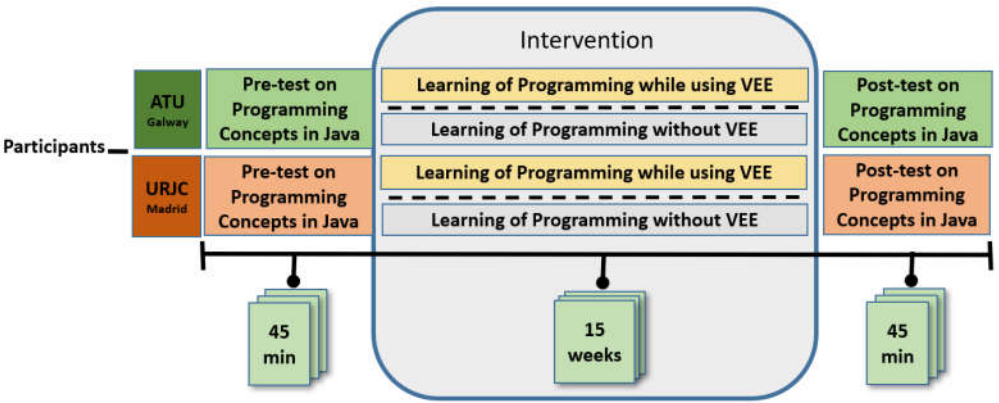 Intervention
Participants
ATU
Galway
Pre-test on
Programming
Concepts in Java
Learning of Programming while using VEE
Learning of Programming without VEE
Post-test on
Programming
Concepts in Java
URJC
Madrid
Pre-test on
Programming
Concepts in Java
Learning of Programming while using VEE
Learning of Programming without VEE
Post-test on
Programming
Concepts in Java
45
min
15
weeks
45
min